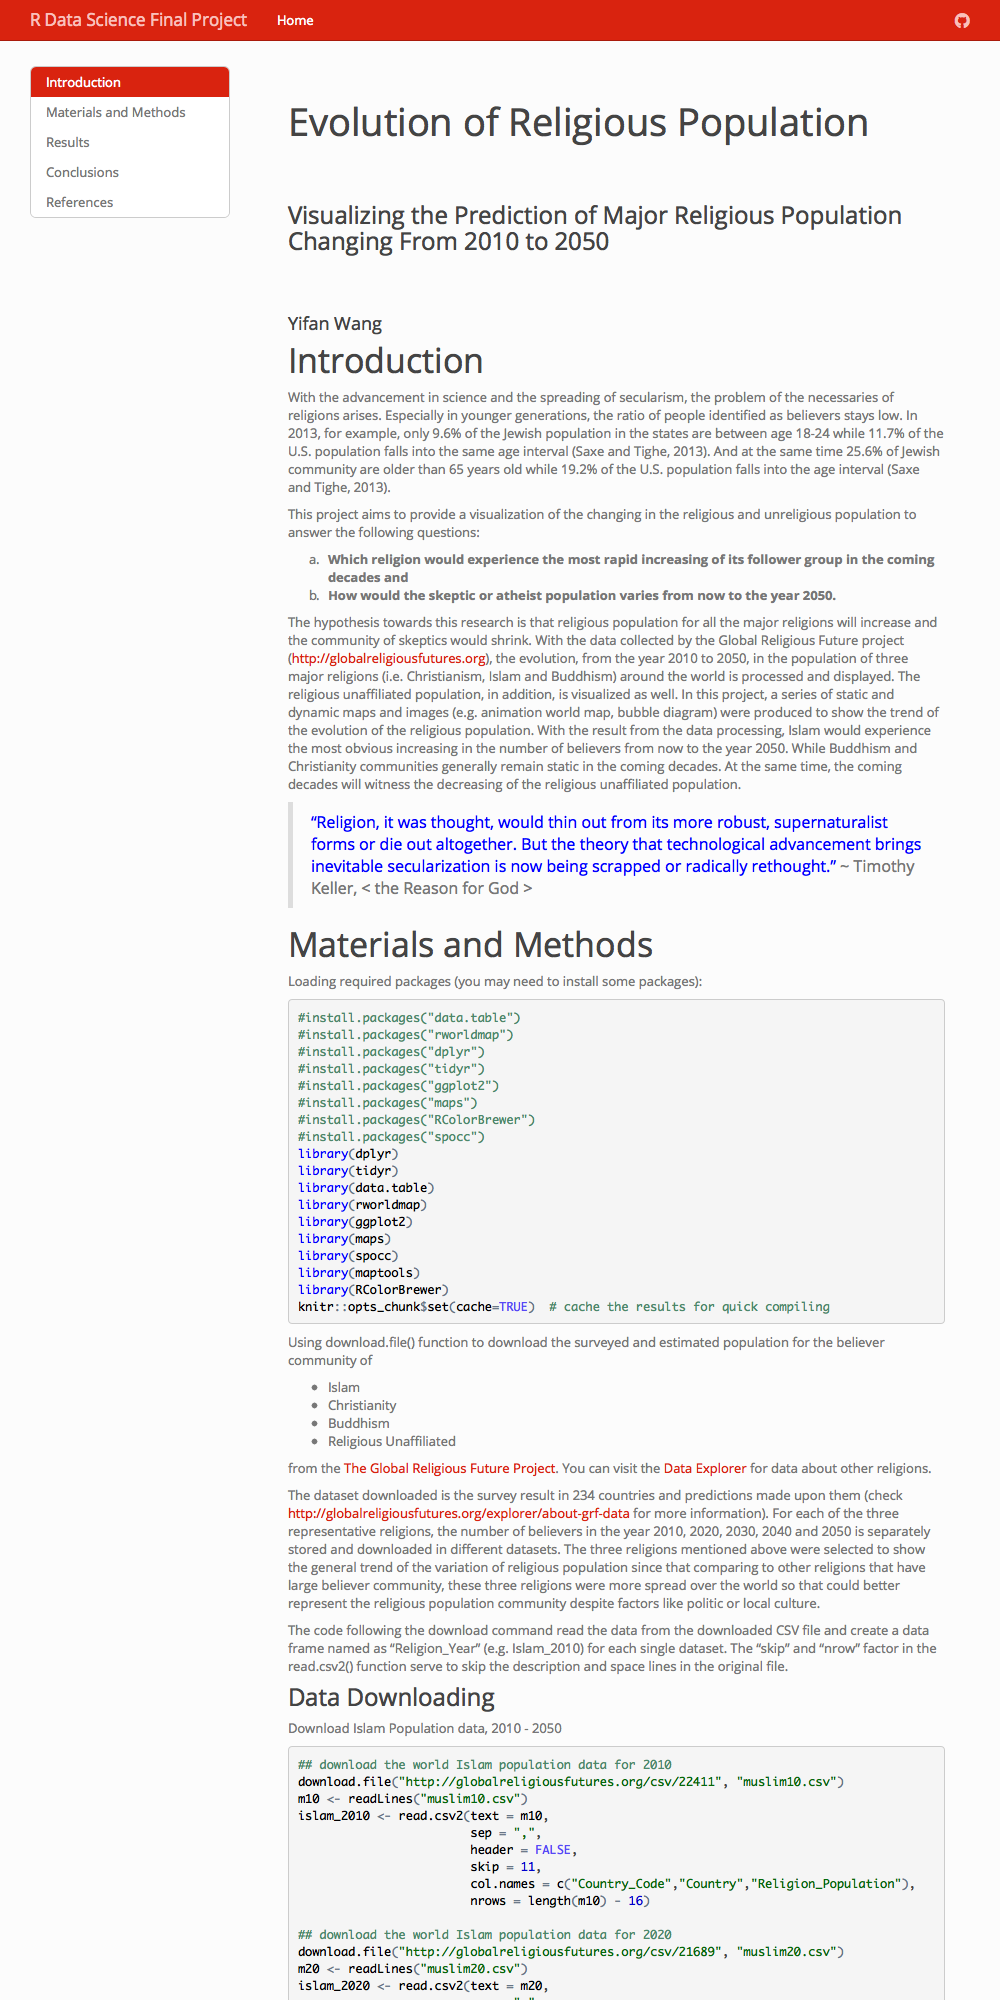 R Data Science Final Project Home
Introduction
Materials and Methods
Results
Conclusions
References
Evolution of Religious Population
Visualizing the Prediction of Major Religious Population
Changing From 2010 to 2050
Yifan Wang
Introduction
With the advancement in science and the spreading of secularism, the problem of the necessaries of
religions arises. Especially in younger generations, the ratio of people identified as believers stays low. In
2013, for example, only 9.6% of the Jewish population in the states are between age 18-24 while 11.7% of the
U.S. population falls into the same age interval (Saxe and Tighe, 2013). And at the same time 25.6% of Jewish
community are older than 65 years old while 19.2% of the U.S. population falls into the age interval (Saxe
and Tighe, 2013).
This project aims to provide a visualization of the changing in the religious and unreligious population to
answer the following questions:
a. Which religion would experience the most rapid increasing of its follower group in the coming
decades and
b. How would the skeptic or atheist population varies from now to the year 2050.
The hypothesis towards this research is that religious population for all the major religions will increase and
the community of skeptics would shrink. With the data collected by the Global Religious Future project
(http://globalreligiousfutures.org), the evolution, from the year 2010 to 2050, in the population of three
major religions (i.e. Christianism, Islam and Buddhism) around the world is processed and displayed. The
religious unaffiliated population, in addition, is visualized as well. In this project, a series of static and
dynamic maps and images (e.g. animation world map, bubble diagram) were produced to show the trend of
the evolution of the religious population. With the result from the data processing, Islam would experience
the most obvious increasing in the number of believers from now to the year 2050. While Buddhism and
Christianity communities generally remain static in the coming decades. At the same time, the coming
decades will witness the decreasing of the religious unaffiliated population.
“Religion, it was thought, would thin out from its more robust, supernaturalist
forms or die out altogether. But the theory that technological advancement brings
inevitable secularization is now being scrapped or radically rethought.” ~ Timothy
Keller, < the Reason for God >
Materials and Methods
Loading required packages (you may need to install some packages):
#install.packages("data.table")
#install.packages("rworldmap")
#install.packages("dplyr")
#install.packages("tidyr")
#install.packages("ggplot2")
#install.packages("maps")
#install.packages("RColorBrewer")
#install.packages("spocc")
library(dplyr)
library(tidyr)
library(data.table)
library(rworldmap)
library(ggplot2)
library(maps)
library(spocc)
library(maptools)
library(RColorBrewer)
knitr::opts_chunk$set(cache=TRUE)  # cache the results for quick compiling
Using download.file() function to download the surveyed and estimated population for the believer
community of
• Islam
• Christianity
• Buddhism
• Religious Unaffiliated
from the The Global Religious Future Project. You can visit the Data Explorer for data about other religions.
The dataset downloaded is the survey result in 234 countries and predictions made upon them (check
http://globalreligiousfutures.org/explorer/about-grf-data for more information). For each of the three
representative religions, the number of believers in the year 2010, 2020, 2030, 2040 and 2050 is separately
stored and downloaded in different datasets. The three religions mentioned above were selected to show
the general trend of the variation of religious population since that comparing to other religions that have
large believer community, these three religions were more spread over the world so that could better
represent the religious population community despite factors like politic or local culture.
The code following the download command read the data from the downloaded CSV file and create a data
frame named as “Religion_Year” (e.g. Islam_2010) for each single dataset. The “skip” and “nrow” factor in the
read.csv2() function serve to skip the description and space lines in the original file.
Data Downloading
Download Islam Population data, 2010 - 2050
## download the world Islam population data for 2010
download.file("http://globalreligiousfutures.org/csv/22411", "muslim10.csv")
m10 <- readLines("muslim10.csv")
islam_2010 <- read.csv2(text = m10,
sep = ",",
header = FALSE,
skip = 11,
col.names = c("Country_Code","Country","Religion_Population"),
nrows = length(m10) - 16)
## download the world Islam population data for 2020
download.file("http://globalreligiousfutures.org/csv/21689", "muslim20.csv")
m20 <- readLines("muslim20.csv")
islam_2020 <- read.csv2(text = m20,